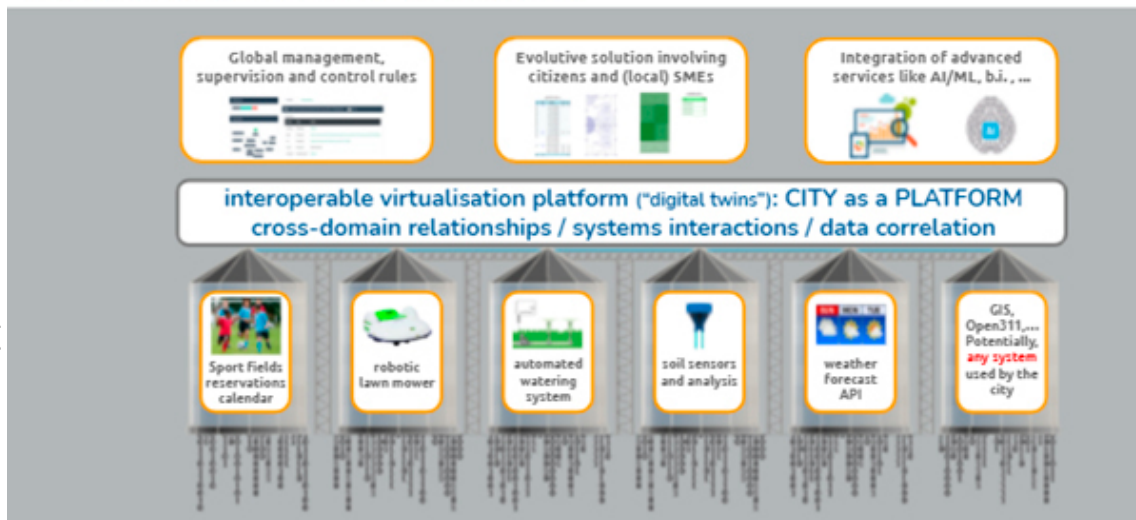 Global management,
supervision and control rules
Evolutive solution involving
citizens and (local) SMEs
Integration of advanced
services like AI/ML, b.i., ...
interoperable virtualisation platform ("digital twins"): CITY as a PLATFORM
cross-domain relationships / systems interactions / data correlation
Sport fields
reservations
calendar
robotic
lawn mower
automated
watering
system
soil sensors
and analysis
SUN MON TUE
weather
forecast
API
GIS,
Open311,...
Potentially,
any system
used by the
city